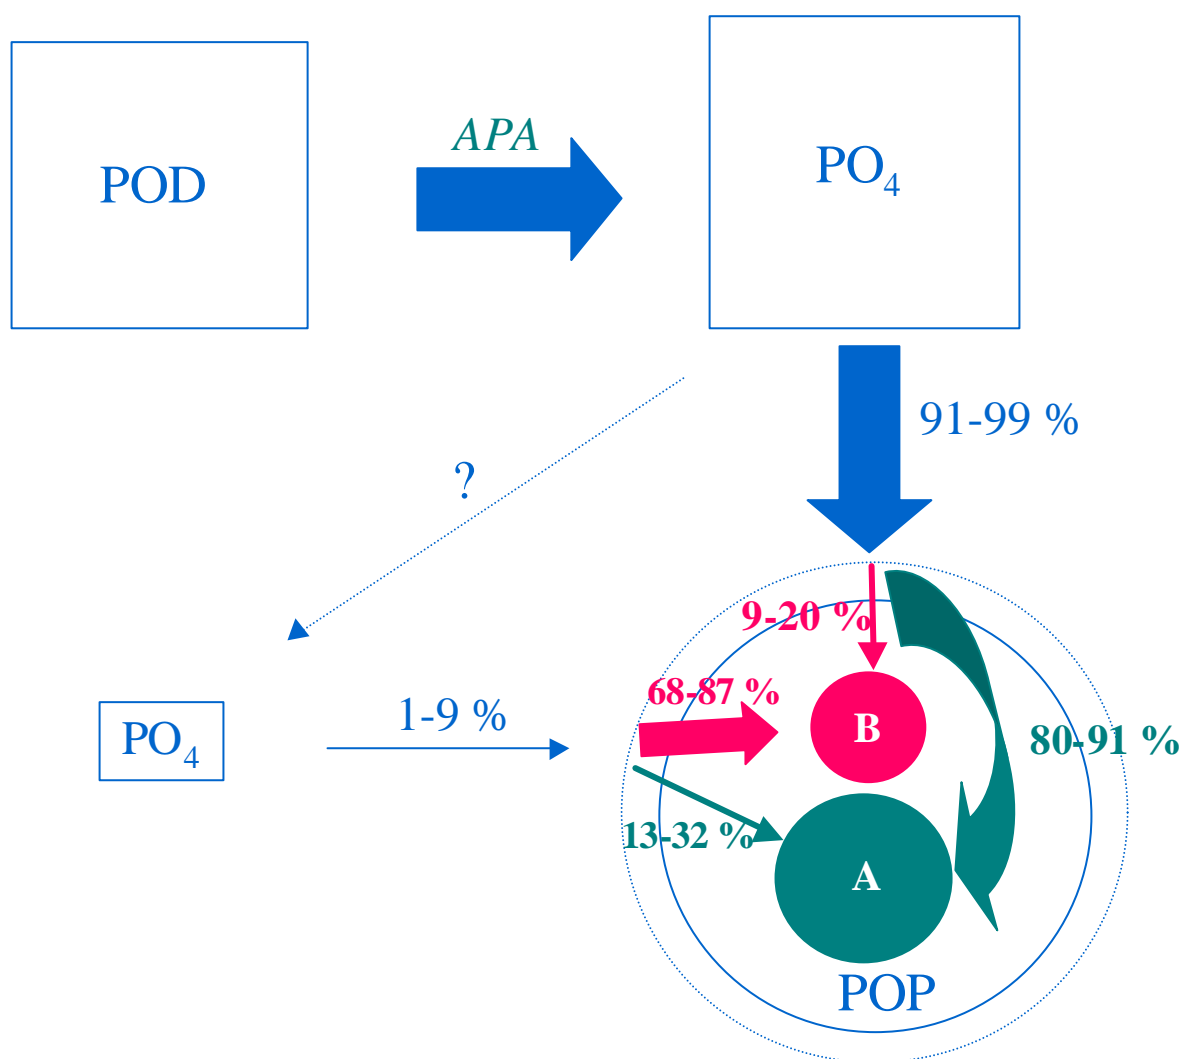 APA
POD
PO₄
91-99 %
?
9-20 %
68-87 %
1-9 %
PO₄
B
80-91 %
13-32 %
A
POP